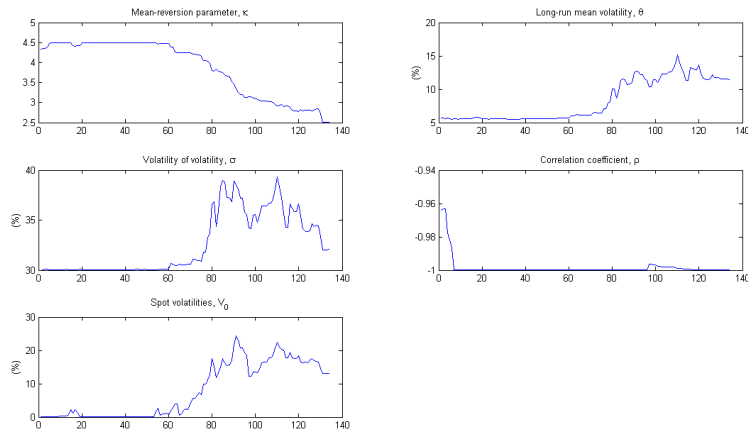 Mean-reversion parameter, κ
5
4.5
4
3.5
3
2.5
0 20 40 60 80 100 120 140
Long-run mean volatility, θ
(%)
20
15
10
5
0 20 40 60 80 100 120 140
Volatility of volatility, σ
(%)
40
35
30
0 20 40 60 80 100 120 140
Correlation coefficient, ρ
-0.94
-0.96
-0.98
-1
0 20 40 60 80 100 120 140
Spot volatilities, V0
(%)
30
20
10
0
0 20 40 60 80 100 120 140